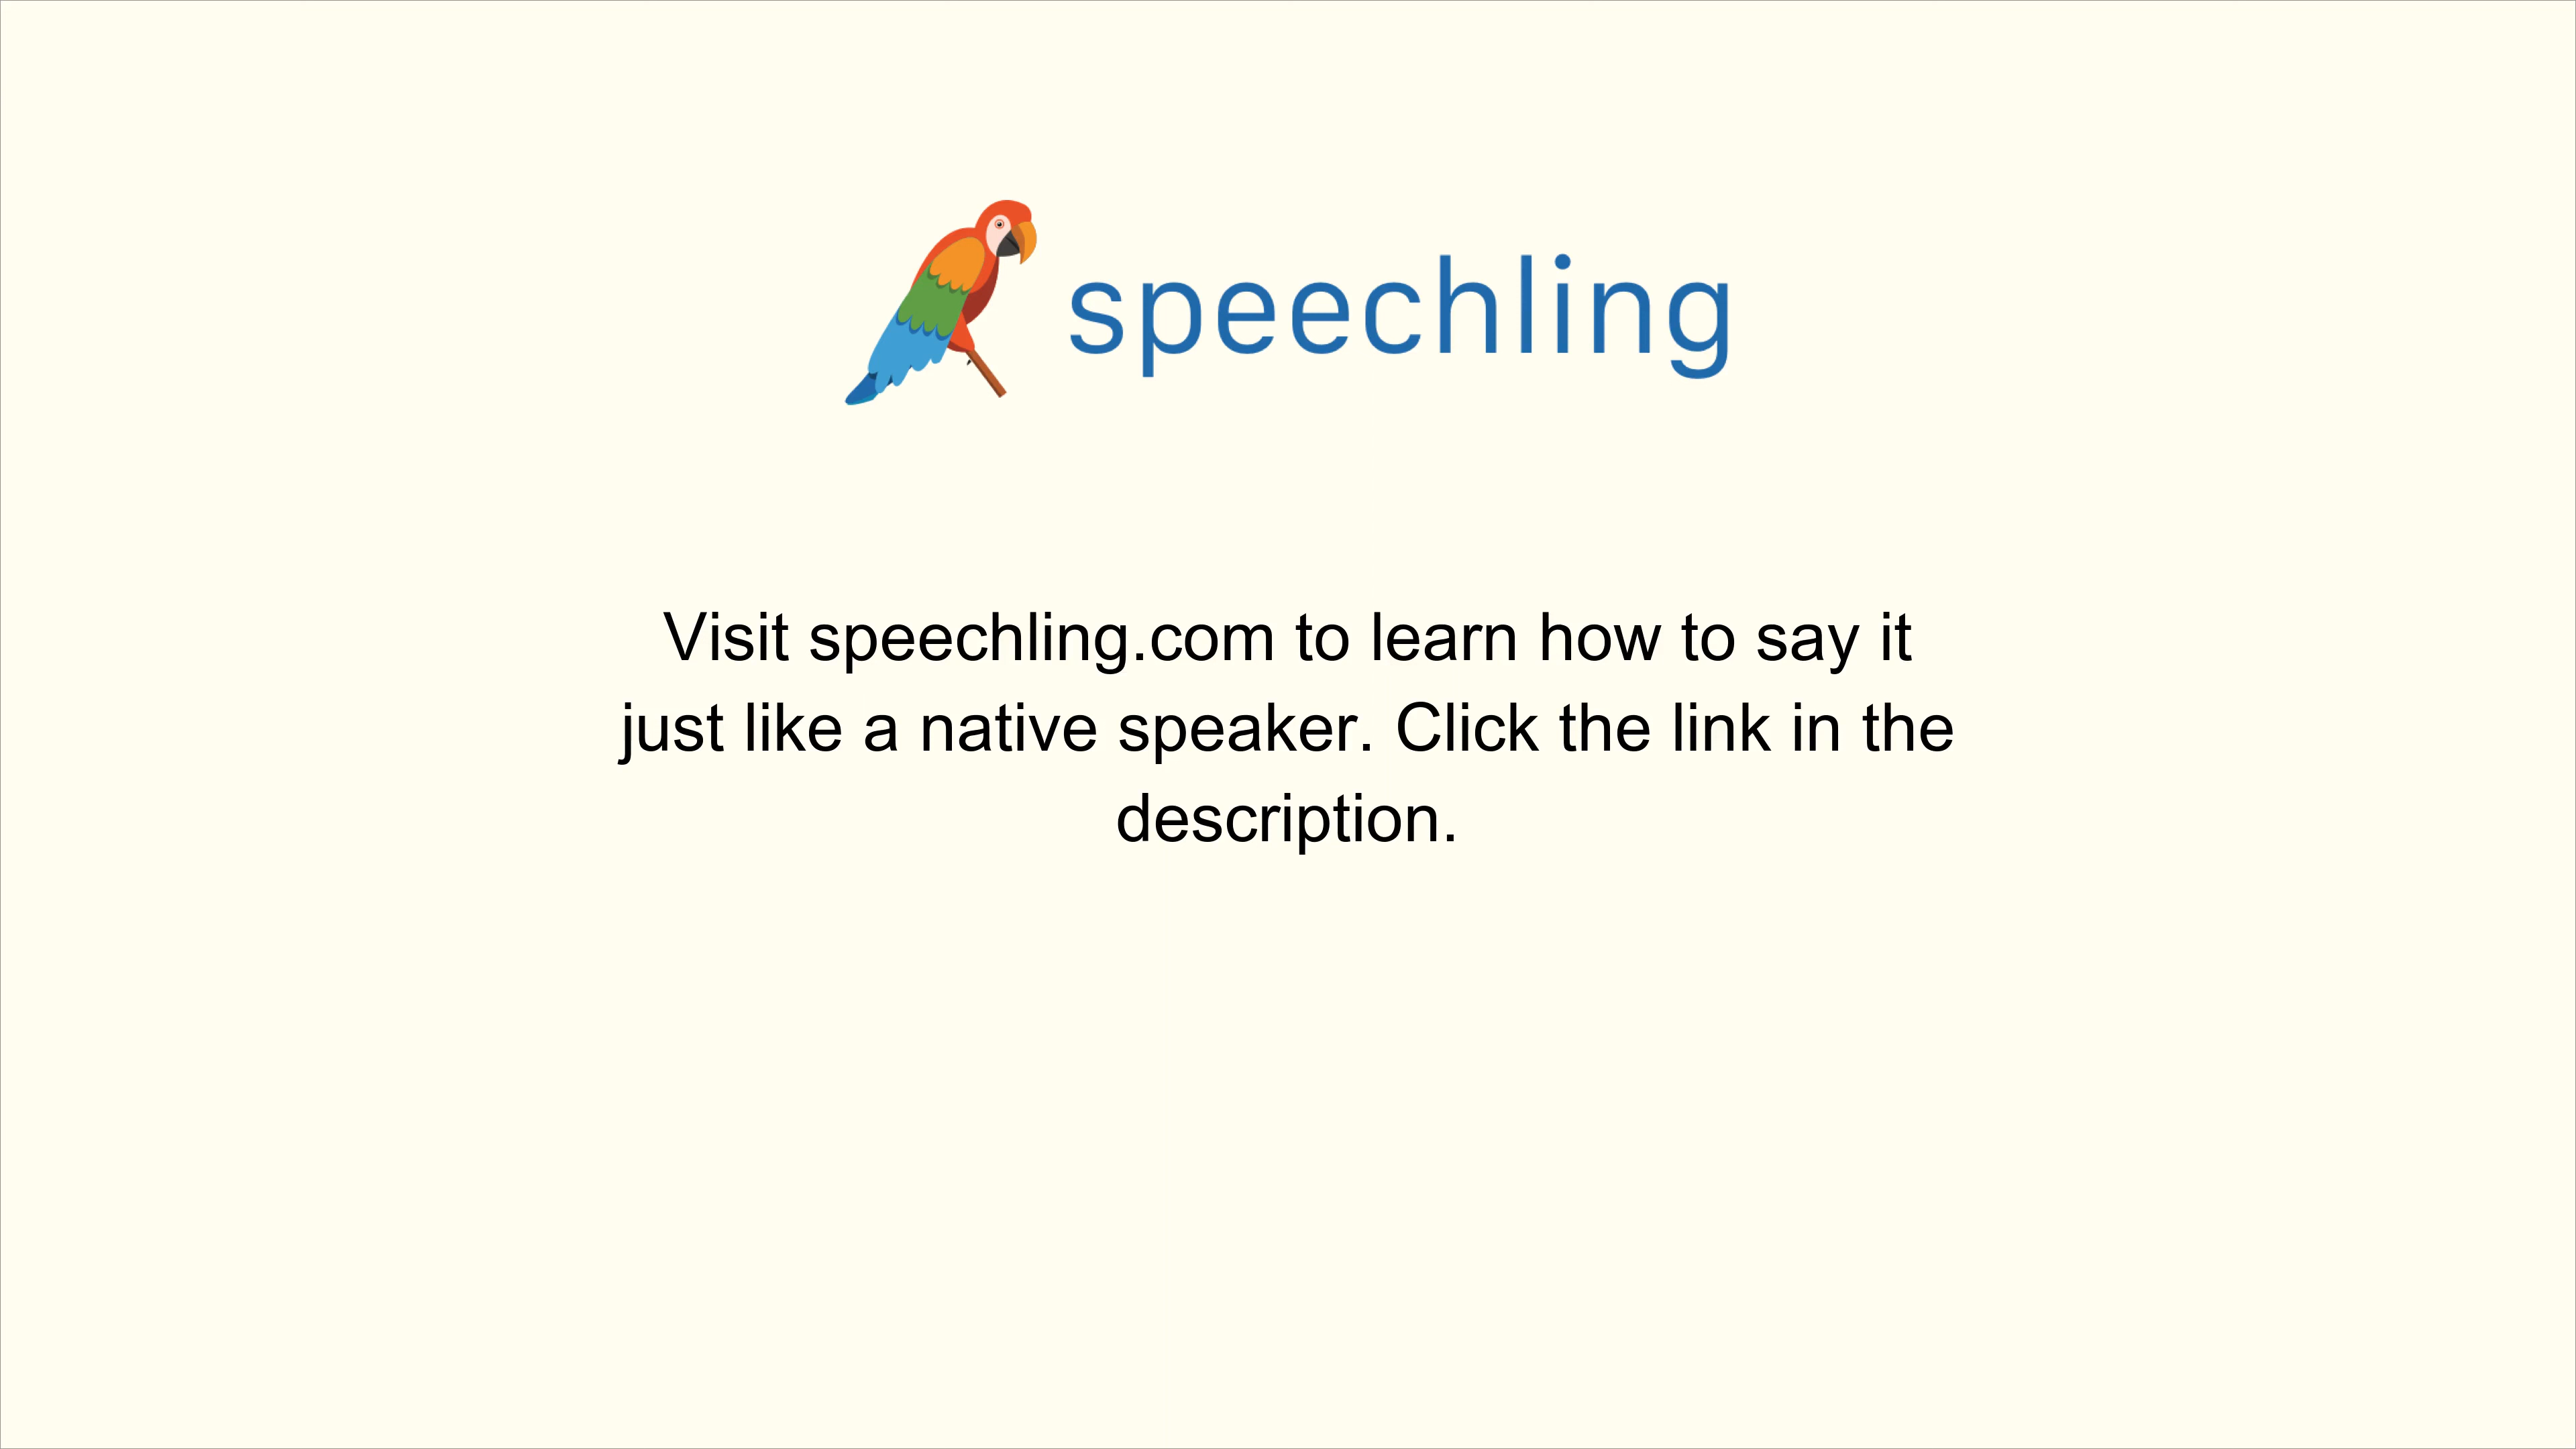 speechling
Visit speechling.com to learn how to say it
just like a native speaker. Click the link in the
description.